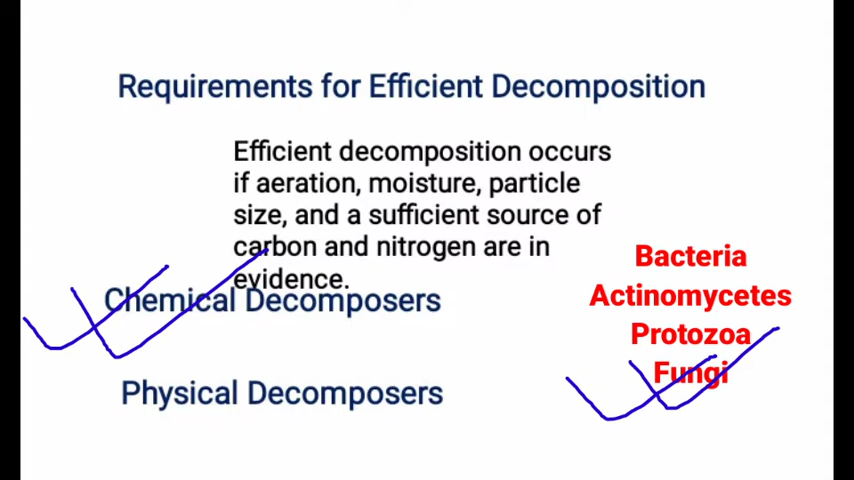 Requirements for Efficient Decomposition
Efficient decomposition occurs
if aeration, moisture, particle
size, and a sufficient source of
carbon and nitrogen are in
evidence.
Chemical Decomposers
Physical Decomposers
Bacteria
Actinomycetes
Protozoa
Fungi